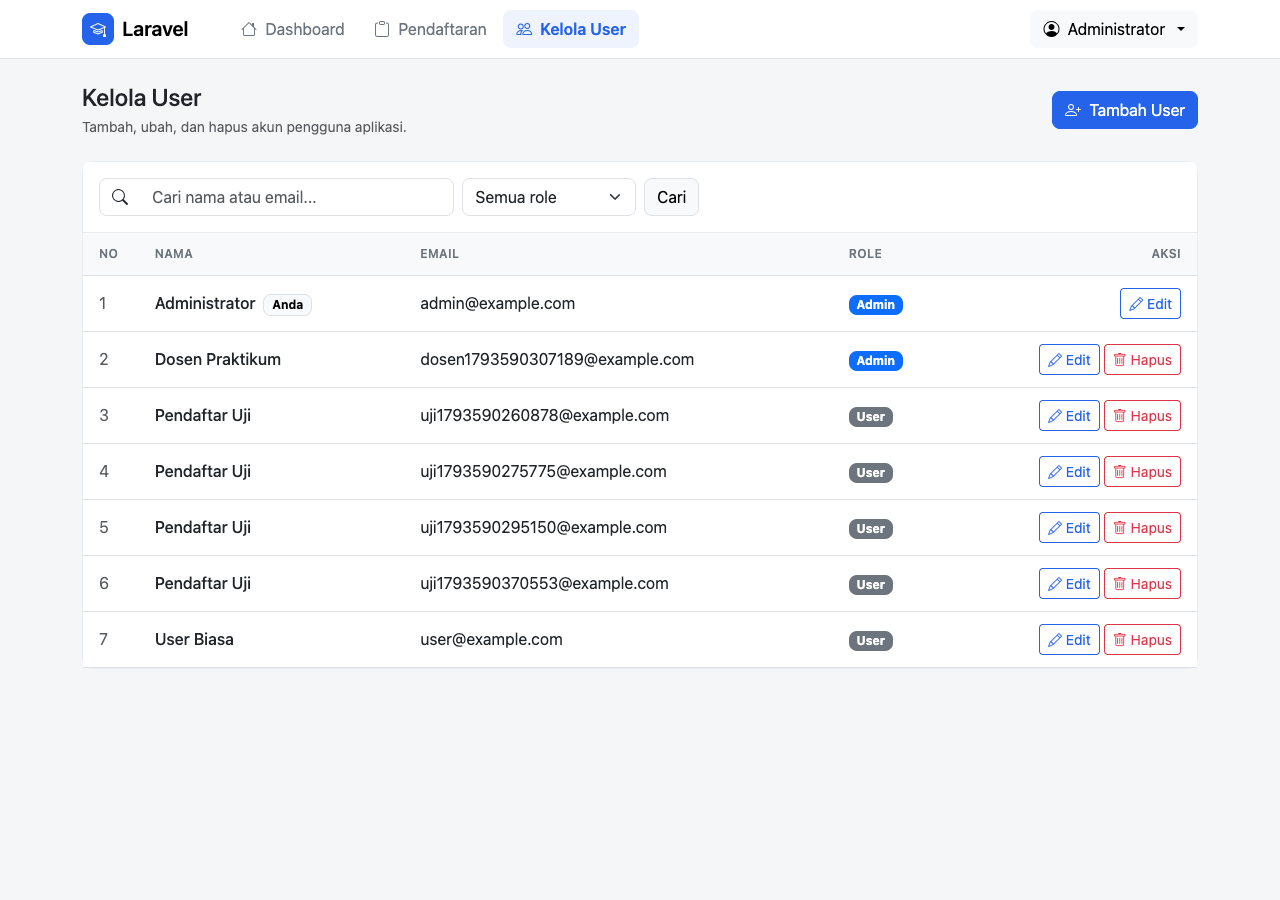 Laravel Dashboard Pendaftaran Kelola User Administrator
Kelola User
Tambah, ubah, dan hapus akun pengguna aplikasi.
Tambah User
Cari nama atau email... Semua role Cari
NO NAMA EMAIL ROLE AKSI
1 Administrator Anda admin@example.com Admin Edit
2 Dosen Praktikum dosen1793590307189@example.com Admin Edit Hapus
3 Pendaftar Uji uji1793590260878@example.com User Edit Hapus
4 Pendaftar Uji uji1793590275775@example.com User Edit Hapus
5 Pendaftar Uji uji1793590295150@example.com User Edit Hapus
6 Pendaftar Uji uji1793590370553@example.com User Edit Hapus
7 User Biasa user@example.com User Edit Hapus